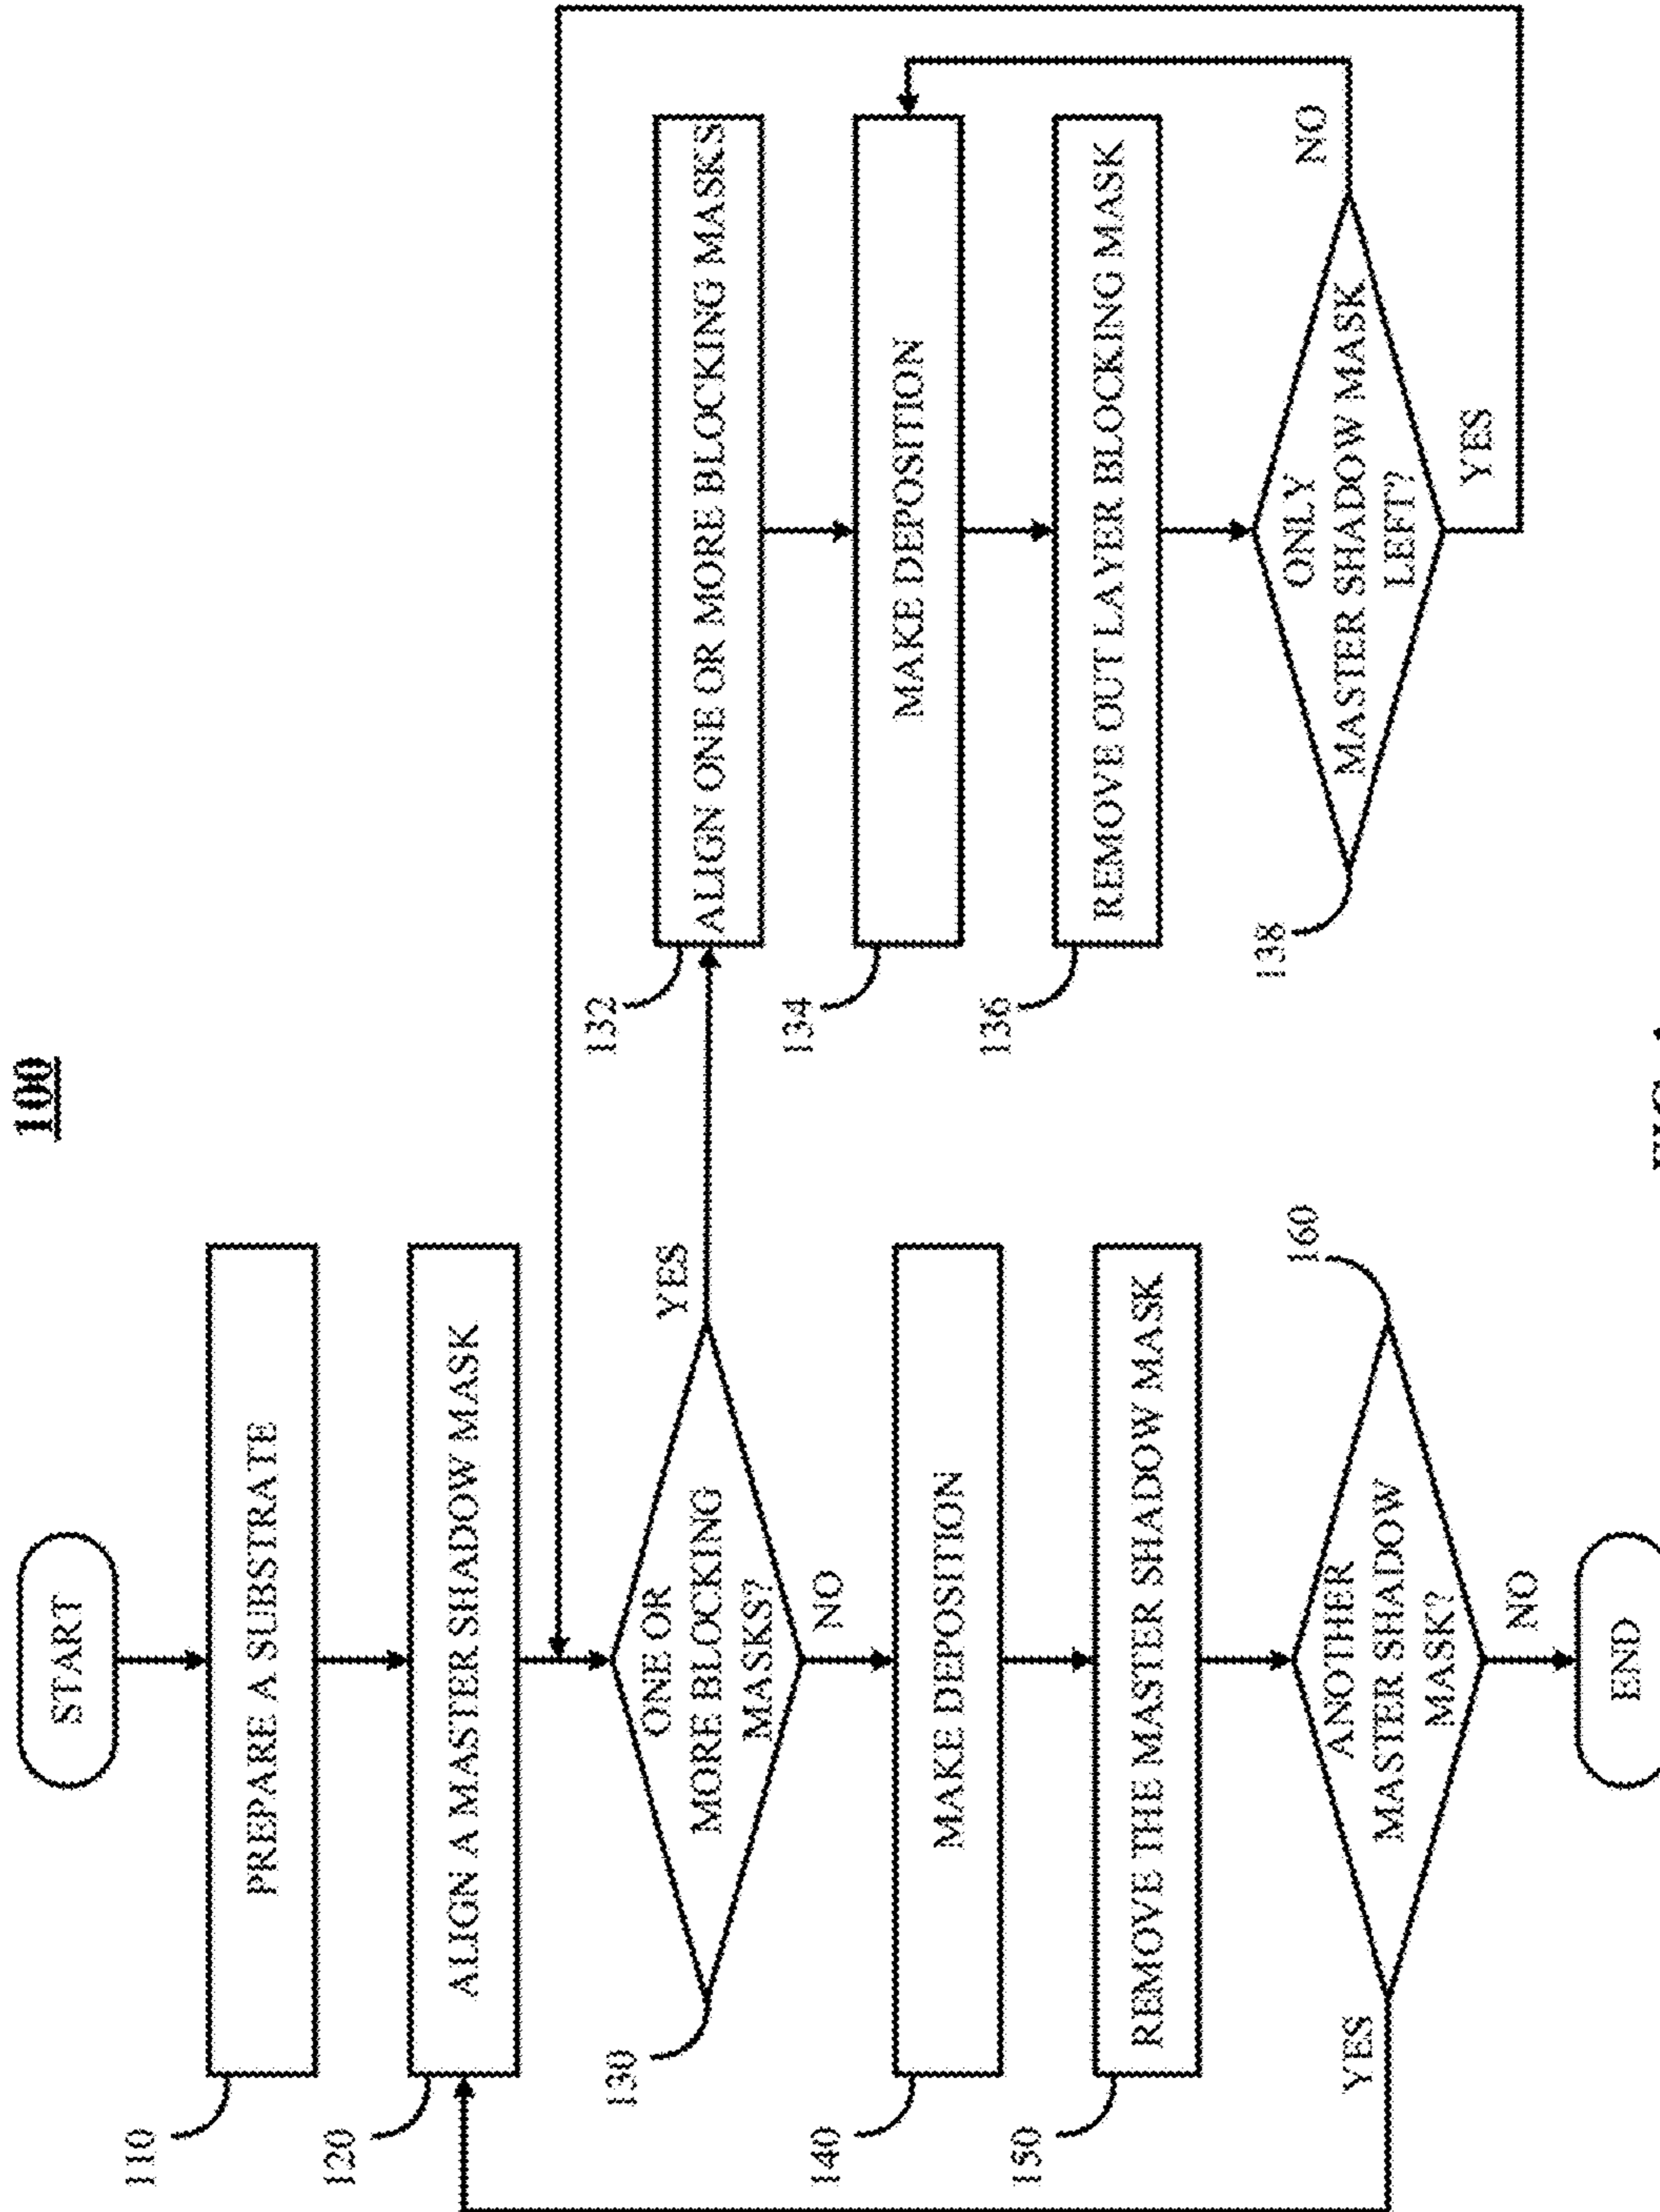 100
START
110
PREPARE A SUBSTRATE
120
ALIGN A MASTER SHADOW MASK
130
ONE OR
MORE BLOCKING
MASKS?
YES
NO
132
ALIGN ONE OR MORE BLOCKING MASKS
134
MAKE DEPOSITION
136
REMOVE OUT LAYER BLOCKING MASK
138
ONLY
MASTER SHADOW MASK
LEFT?
NO
YES
140
MAKE DEPOSITION
150
REMOVE THE MASTER SHADOW MASK
160
ANOTHER
MASTER SHADOW
MASK?
YES
NO
END